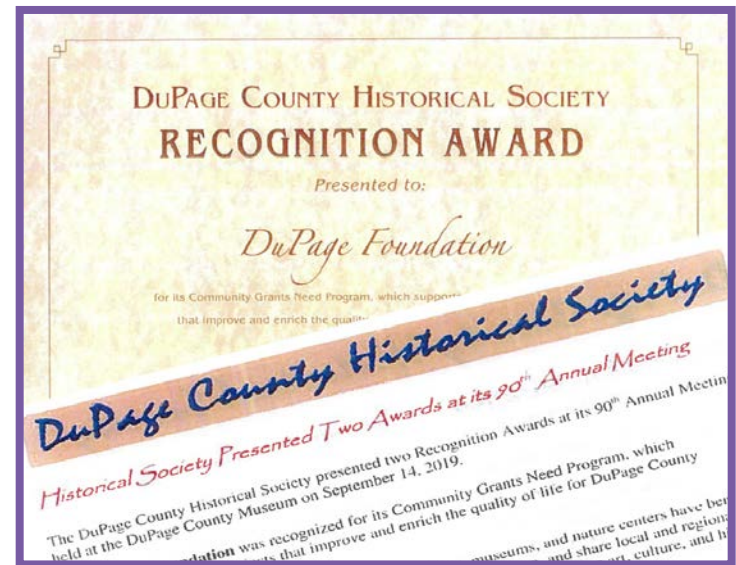 DuPage County Historical Society
RECOGNITION AWARD
Presented to:
DuPage Foundation
for its Community Grants Need Program, which
that improve and enrich the
DuPage County Historical Society
Historical Society Presented Two Awards at its 90th Annual Meeting
The DuPage County Historical Society presented two Recognition Awards at its 90th Annual
held at the DuPage County Museum on September 14, 2019.
was recognized for its Community Grants Need Program, which
that improve and enrich the quality of life for DuPage County
museums, and nature centers have
and share local and
culture, and